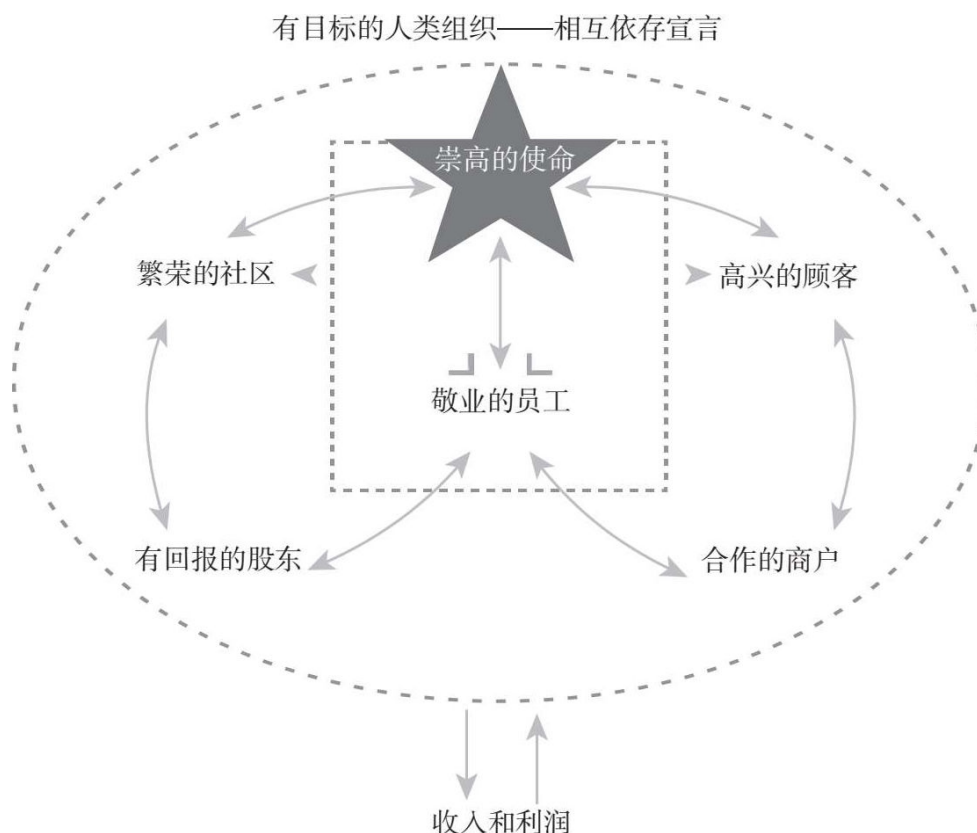 有目标的人类组织——相互依存宣言
崇高的使命
繁荣的社区
高兴的顾客
敬业的员工
有回报的股东
合作的商户
收入和利润